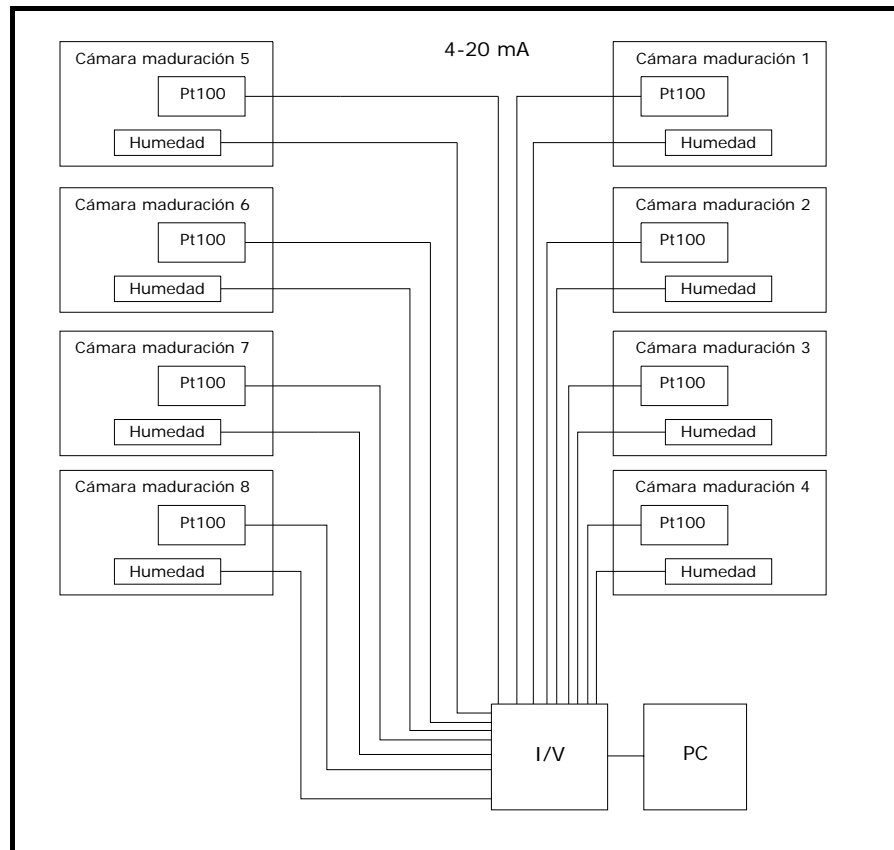 4-20 mA
Cámara maduración 5
Pt100
Humedad
Cámara maduración 6
Pt100
Humedad
Cámara maduración 7
Pt100
Humedad
Cámara maduración 8
Pt100
Humedad
Cámara maduración 1
Pt100
Humedad
Cámara maduración 2
Pt100
Humedad
Cámara maduración 3
Pt100
Humedad
Cámara maduración 4
Pt100
Humedad
I/V
PC